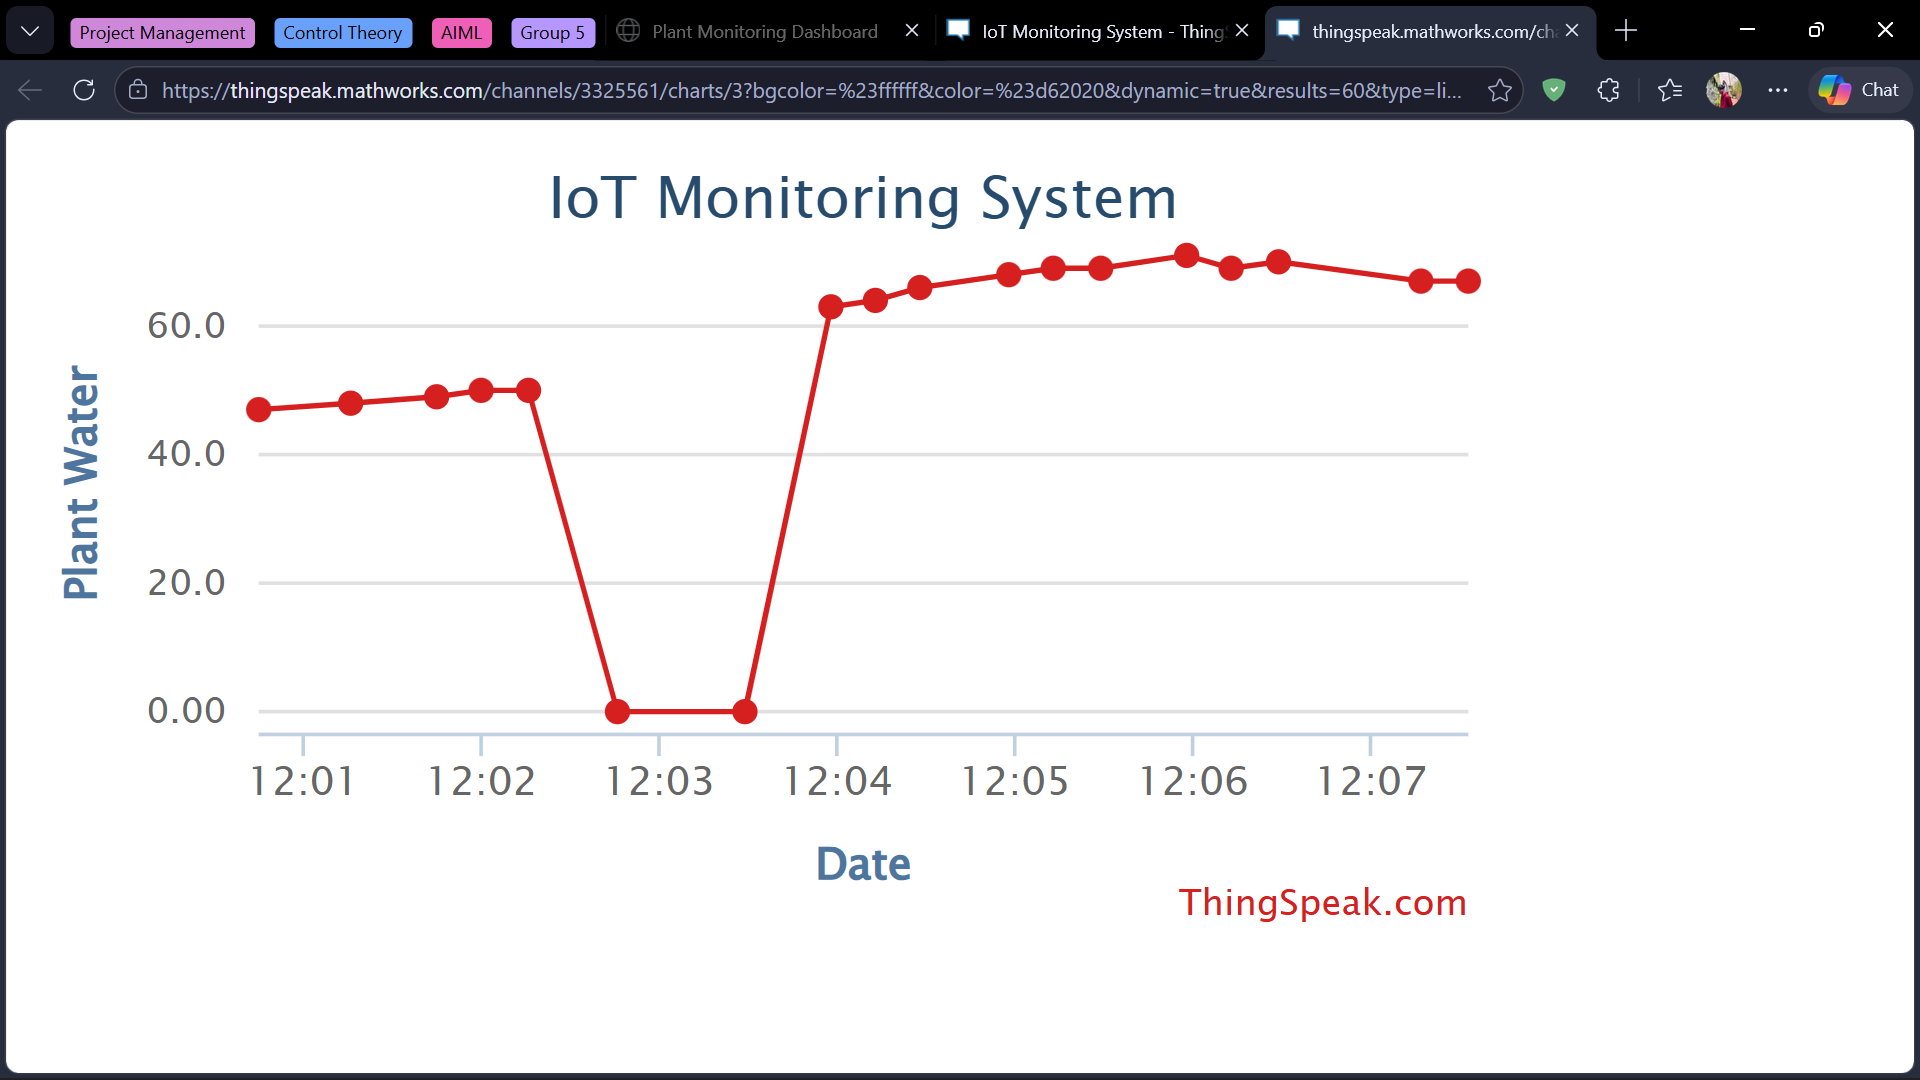 Project Management
Control Theory
AIML
Group 5
Plant Monitoring Dashboard
IoT Monitoring System - Thing
thingspeak.mathworks.com/ch
https://thingspeak.mathworks.com/channels/3325561/charts/3?bgcolor=%23ffffff&color=%23d62020&dynamic=true&results=60&type=li...
Chat
IoT Monitoring System
Plant Water
60.0
40.0
20.0
0.00
12:01 12:02 12:03 12:04 12:05 12:06 12:07
Date
ThingSpeak.com